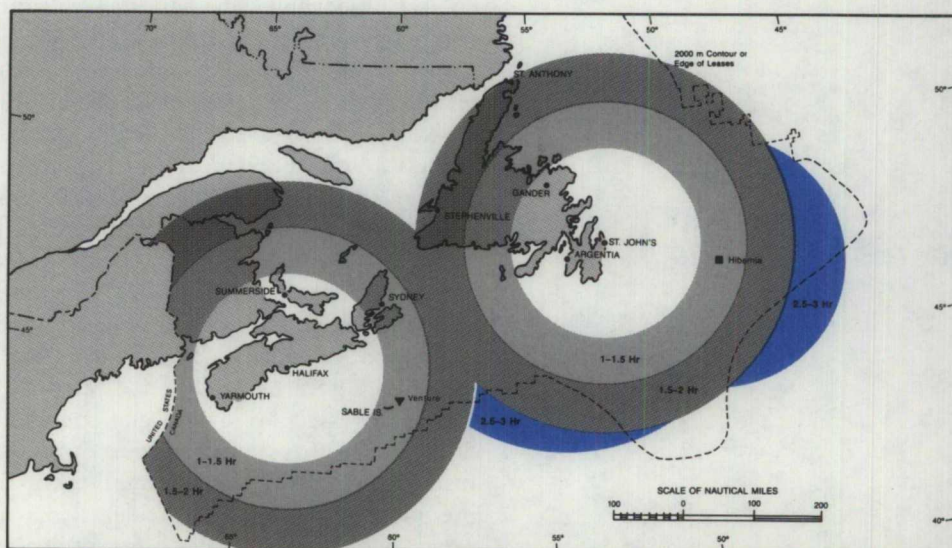 70°
65°
60°
55°
50°
45°
2000 m Contour or
Edge of Leases
ST. ANTHONY
50°
50°
GANDER
STEPHENVILLE
ST. JOHN'S
ARGENTIA
Hibernia
SUMMERSIDE
SYDNEY
2.5–3 Hr
45°
45°
1–1.5 Hr
HALIFAX
1.5–2 Hr
YARMOUTH
Venture
SABLE IS.
UNITED STATES
CANADA
2.5–3 Hr
1–1.5 Hr
1.5–2 Hr
SCALE OF NAUTICAL MILES
100 0 100 200
40°
65°
60°
50°